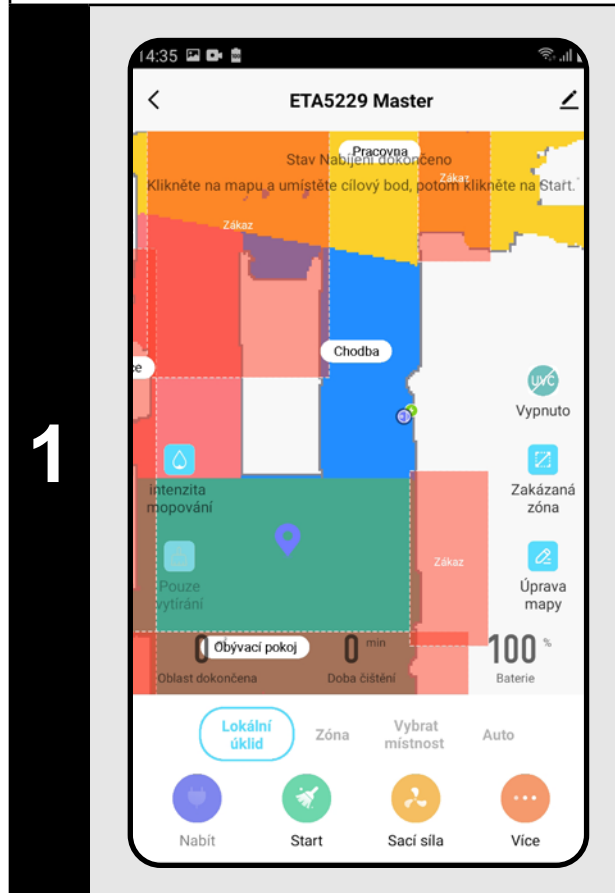 1
14:35
ETA5229 Master
Pracovna
Stav Nabíjení dokončeno
Zákaz
Klikněte na mapu a umístěte cílový bod, potom klikněte na Start.
Zákaz
Chodba
ce
UVC
Vypnuto
intenzita
mopování
Zakázaná
zóna
Zákaz
Pouze
vytírání
Úprava
mapy
0
Obývací pokoj
0 min
100 %
Oblast dokončena
Doba čištění
Baterie
Lokální
úklid
Zóna
Vybrat
místnost
Auto
Nabít
Start
Sací síla
Více